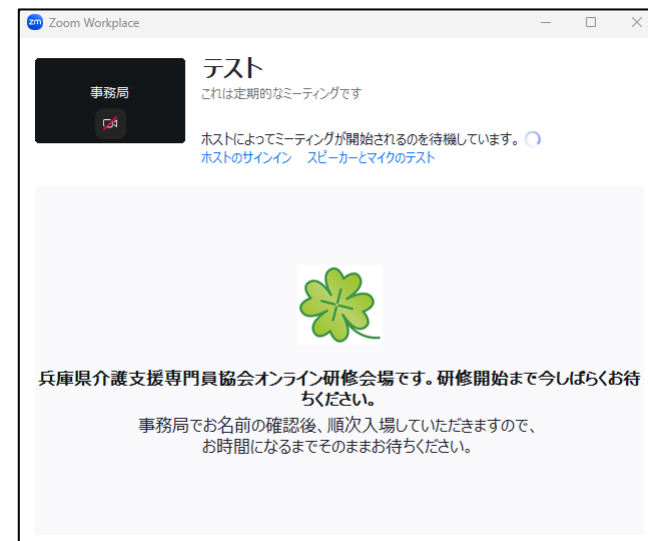 zm Zoom Workplace
事務局
テスト
これは定期的なミーティングです
ホストによってミーティングが開始されるのを待機しています。
ホストのサインイン スピーカーとマイクのテスト
兵庫県介護支援専門員協会オンライン研修会場です。研修開始まで今しばらくお待
ちください。
事務局でお名前の確認後、順次入場していただきますので、
お時間になるまでそのままお待ちください。